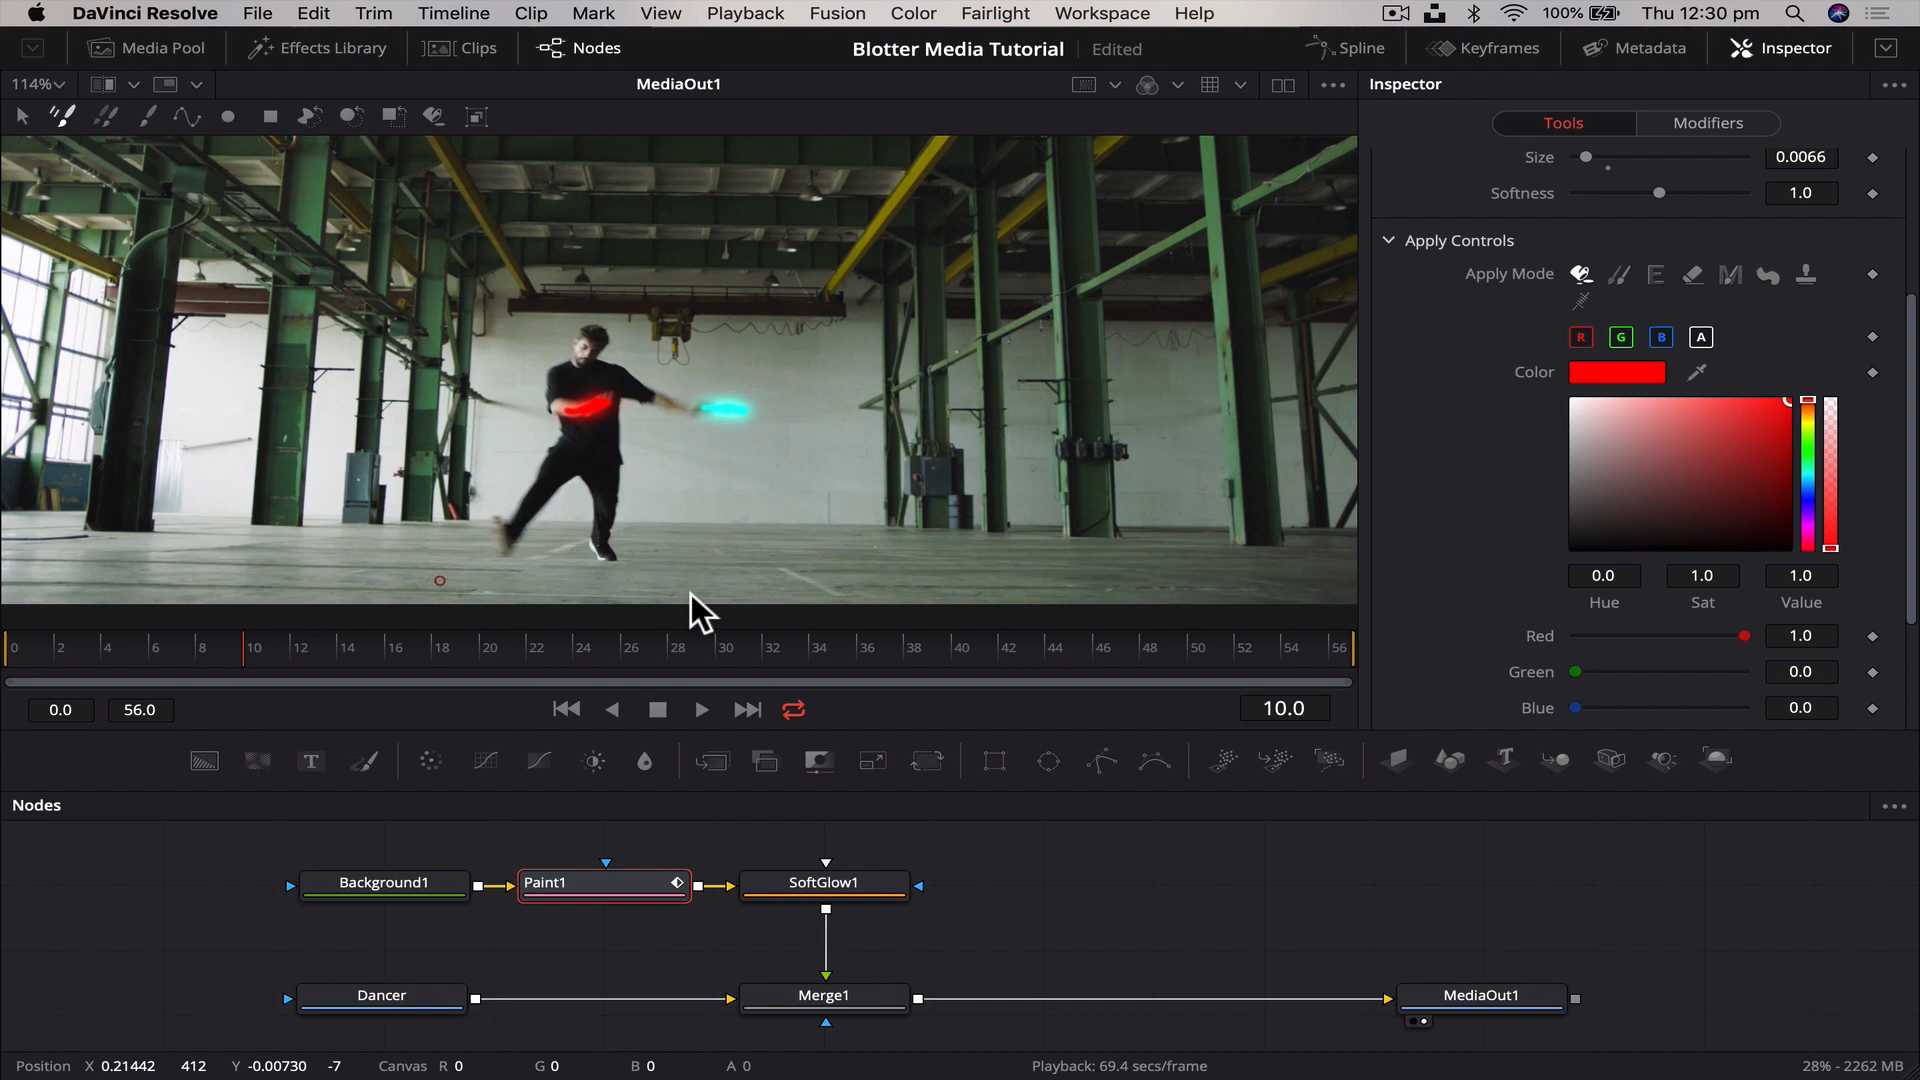 DaVinci Resolve File Edit Trim Timeline Clip Mark View Playback Fusion Color Fairlight Workspace Help 100% Thu 12:30 pm
Media Pool Effects Library Clips Nodes Blotter Media Tutorial Edited Spline Keyframes Metadata Inspector
114% MediaOut1 Inspector
Tools Modifiers
Size 0.0066
Softness 1.0
Apply Controls
Apply Mode
R G B A
Color
0.0 1.0 1.0
Hue Sat Value
Red 1.0
Green 0.0
Blue 0.0
0 2 4 6 8 10 12 14 16 18 20 22 24 26 28 30 32 34 36 38 40 42 44 46 48 50 52 54 56
0.0 56.0 10.0
Nodes
Background1 Paint1 SoftGlow1
Dancer Merge1 MediaOut1
Position X 0.21442 412 Y -0.00730 -7 Canvas R 0 G 0 B 0 A 0 Playback: 69.4 secs/frame 28% - 2262 MB